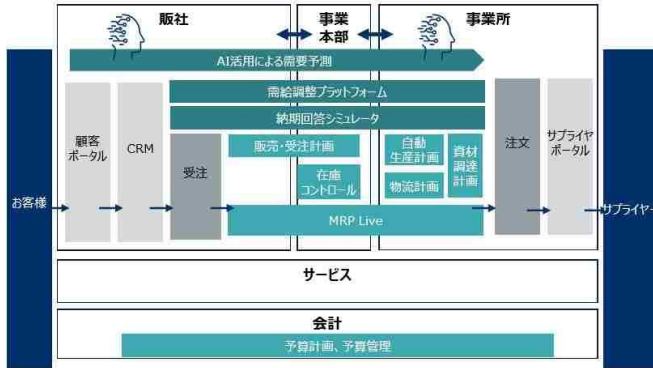 販社
事業
本部
事業所
AI活用による需要予測
需給調整プラットフォーム
納期回答シミュレータ
顧客
ポータル
CRM
受注
販売・受注計画
在庫
コントロール
自動
生産計画
物流計画
資材
調達
計画
注文
サプライヤ
ポータル
お客様
MRP Live
サプライヤー
サービス
会計
予算計画、予算管理